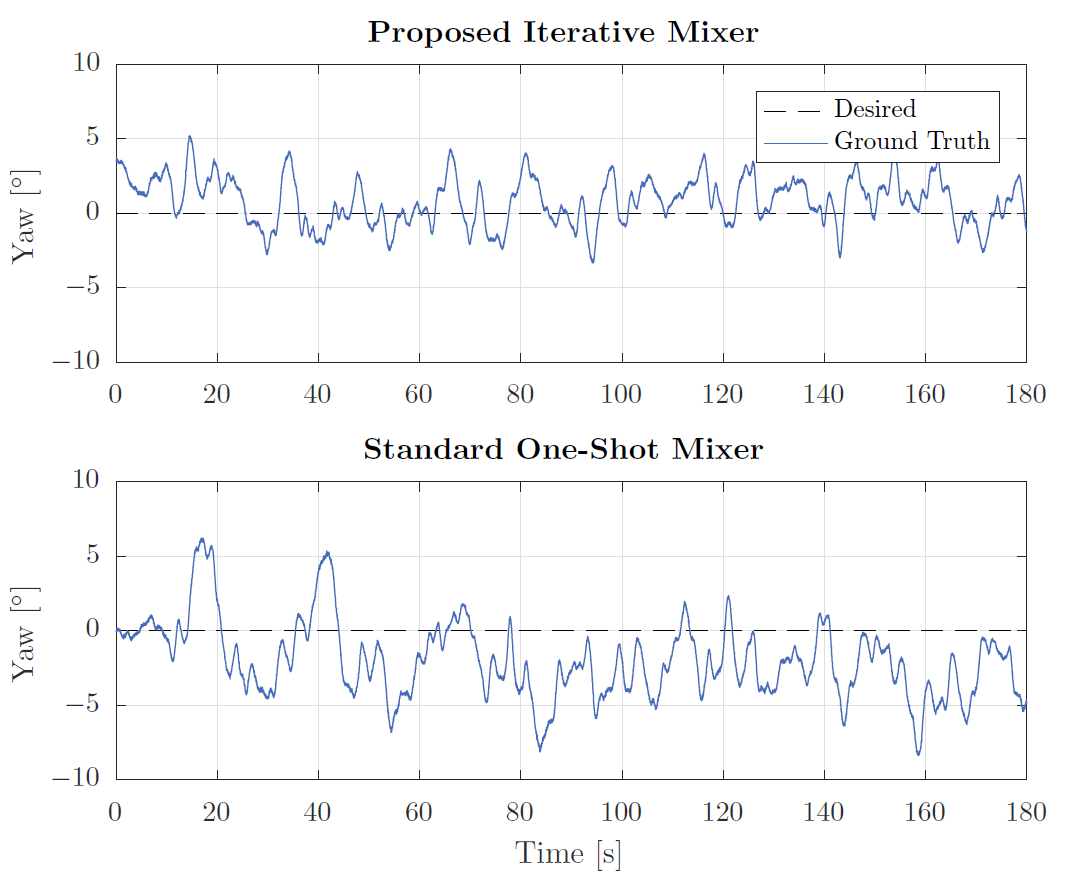 Proposed Iterative Mixer
10
5
0
−5
−10
Yaw [°]
Desired
Ground Truth
0 20 40 60 80 100 120 140 160 180
Standard One-Shot Mixer
10
5
0
−5
−10
Yaw [°]
0 20 40 60 80 100 120 140 160 180
Time [s]